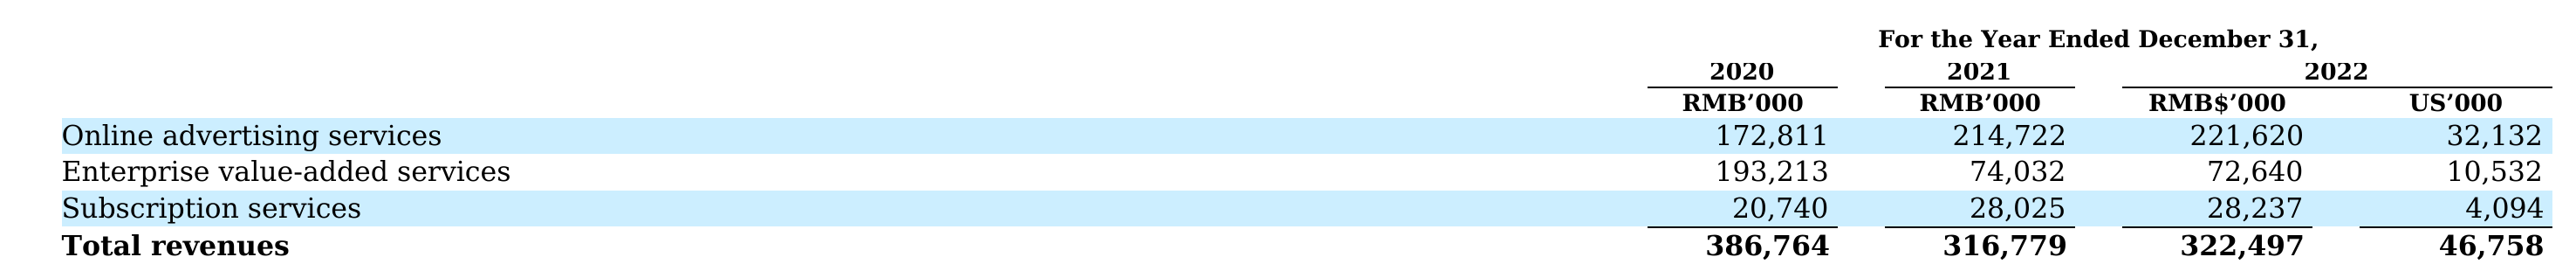 For the Year Ended December 31,
2020 2021 2022
RMB’000 RMB’000 RMB$’000 US’000
Online advertising services 172,811 214,722 221,620 32,132
Enterprise value-added services 193,213 74,032 72,640 10,532
Subscription services 20,740 28,025 28,237 4,094
Total revenues 386,764 316,779 322,497 46,758